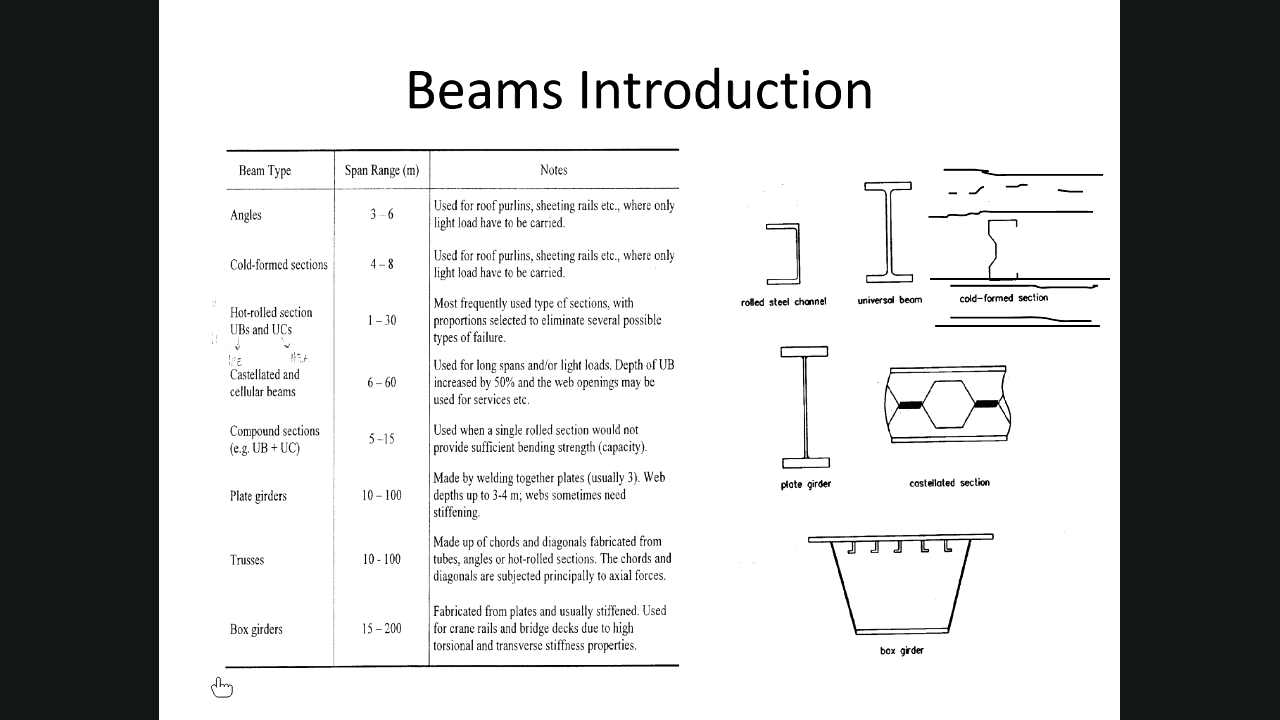 Beams Introduction
Beam Type
Span Range (m)
Notes
Angles
3 – 6
Used for roof purlins, sheeting rails etc., where only
light load have to be carried.
Cold-formed sections
4 – 8
Used for roof purlins, sheeting rails etc., where only
light load have to be carried.
Hot-rolled section
UBs and UCs
1 – 30
Most frequently used type of sections, with
proportions selected to eliminate several possible
types of failure.
Castellated and
cellular beams
6 – 60
Used for long spans and/or light loads. Depth of UB
increased by 50% and the web openings may be
used for services etc.
Compound sections
(e.g. UB + UC)
5 –15
Used when a single rolled section would not
provide sufficient bending strength (capacity).
Plate girders
10 – 100
Made by welding together plates (usually 3). Web
depths up to 3-4 m; webs sometimes need
stiffening.
Trusses
10 - 100
Made up of chords and diagonals fabricated from
tubes, angles or hot-rolled sections. The chords and
diagonals are subjected principally to axial forces.
Box girders
15 – 200
Fabricated from plates and usually stiffened. Used
for crane rails and bridge decks due to high
torsional and transverse stiffness properties.
rolled steel channel
universal beam
cold-formed section
plate girder
castellated section
box girder